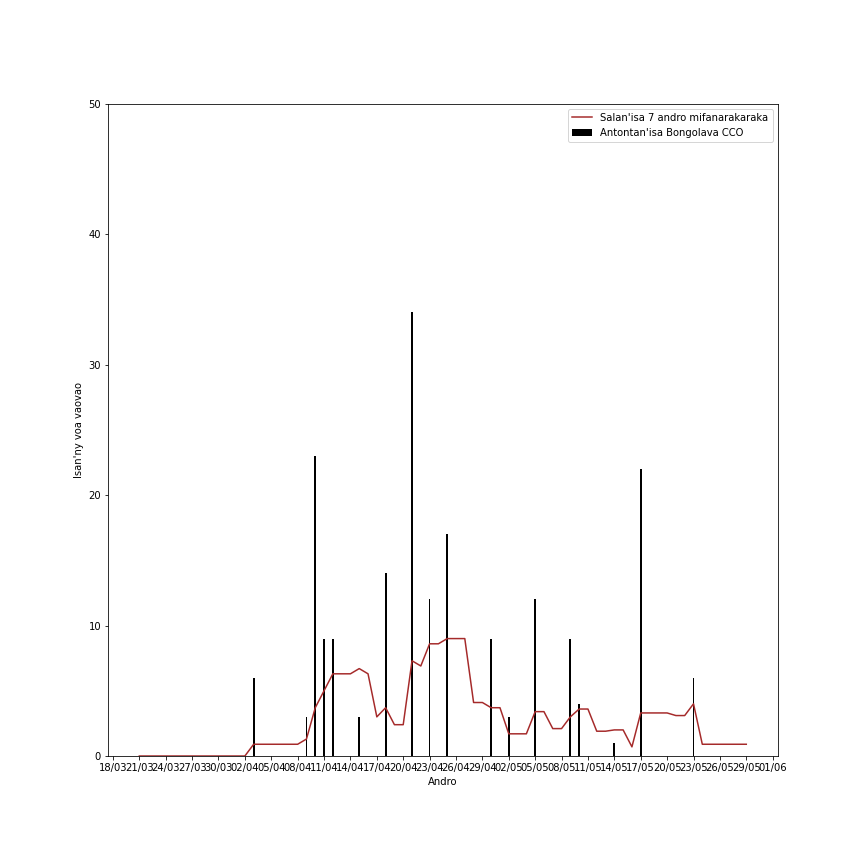 Salan'isa 7 andro mifanarakaraka
Antontan'isa Bongolava CCO
50
40
30
20
10
0
Isan'ny voa vaovao
18/03 21/03 24/03 27/03 30/03 02/04 05/04 08/04 11/04 14/04 17/04 20/04 23/04 26/04 29/04 02/05 05/05 08/05 11/05 14/05 17/05 20/05 23/05 26/05 29/05 01/06
Andro